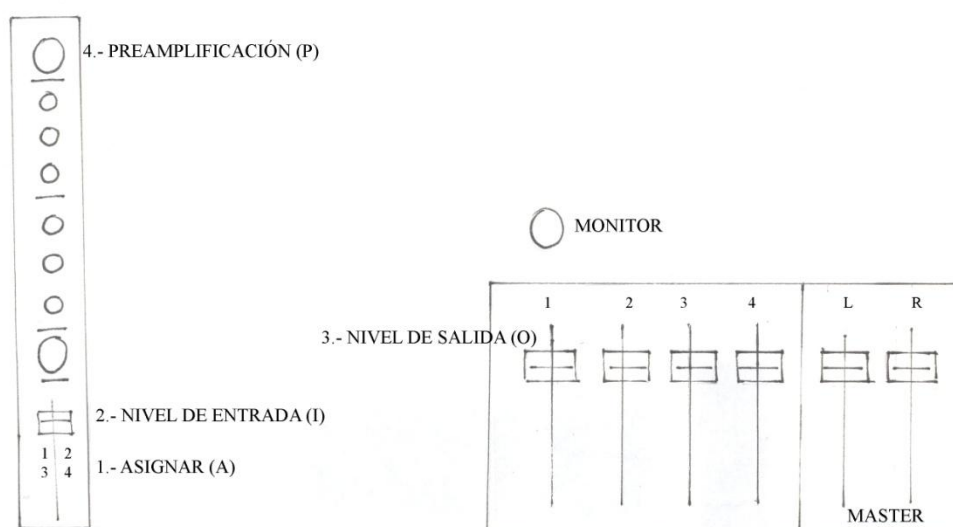 4.- PREAMPLIFICACIÓN (P)
MONITOR
1 2 3 4 L R
3.- NIVEL DE SALIDA (O)
2.- NIVEL DE ENTRADA (I)
1 2
3 4
1.- ASIGNAR (A)
MASTER